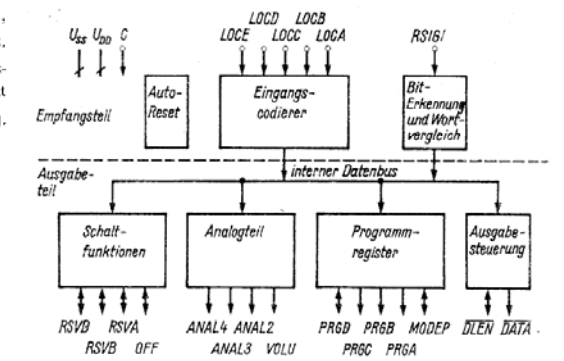 LOCD LOCB
USS UDD C LOCE LOCC LOCA RSIGI
Auto-
Reset
Eingangs-
codierer
Bit-
Erkennung
und Wort-
vergleich
Empfangsteil
Ausgabe-
teil
interner Datenbus
Schalt-
funktionen
Analogteil
Programm-
register
Ausgabe-
steuerung
RSVB RSVA ANAL4 ANAL2 PRGD PRGB MODEP DLEN DATA
RSVB OFF ANAL3 VOLU PRGC PRGA